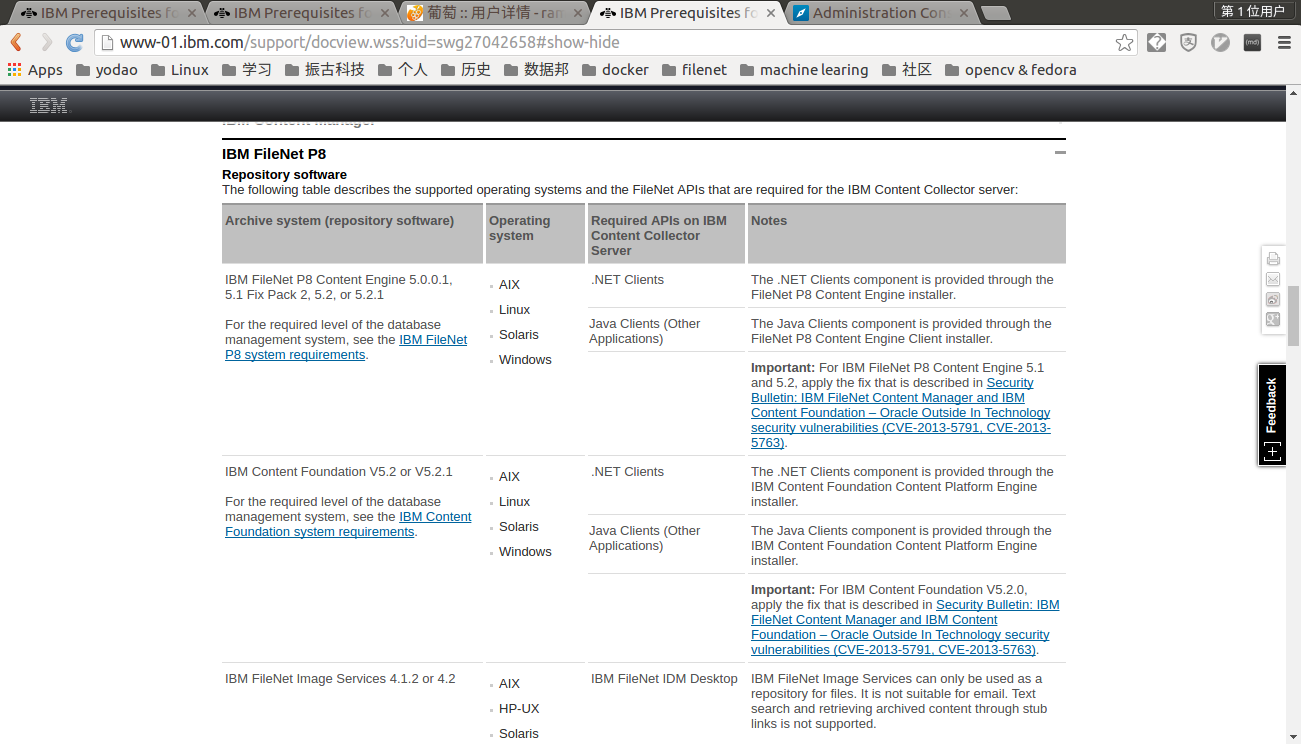 IBM Prerequisites fo
IBM Prerequisites fo
葡萄 :: 用户详情 - ran
IBM Prerequisites fo
Administration Cons
第 1 位用户
www-01.ibm.com/support/docview.wss?uid=swg27042658#show-hide
Apps
yodao
Linux
学习
振古科技
个人
历史
数据邦
docker
filenet
machine learing
社区
opencv & fedora
IBM
IBM Content Manager
IBM FileNet P8
Repository software
The following table describes the supported operating systems and the FileNet APIs that are required for the IBM Content Collector server:
Archive system (repository software)
Operating
system
Required APIs on IBM
Content Collector
Server
Notes
IBM FileNet P8 Content Engine 5.0.0.1,
5.1 Fix Pack 2, 5.2, or 5.2.1
For the required level of the database
management system, see the IBM FileNet
P8 system requirements.
AIX
Linux
Solaris
Windows
.NET Clients
The .NET Clients component is provided through the
FileNet P8 Content Engine installer.
Java Clients (Other
Applications)
The Java Clients component is provided through the
FileNet P8 Content Engine Client installer.
Important: For IBM FileNet P8 Content Engine 5.1
and 5.2, apply the fix that is described in Security
Bulletin: IBM FileNet Content Manager and IBM
Content Foundation – Oracle Outside In Technology
security vulnerabilities (CVE-2013-5791, CVE-2013-
5763).
IBM Content Foundation V5.2 or V5.2.1
For the required level of the database
management system, see the IBM Content
Foundation system requirements.
AIX
Linux
Solaris
Windows
.NET Clients
The .NET Clients component is provided through the
IBM Content Foundation Content Platform Engine
installer.
Java Clients (Other
Applications)
The Java Clients component is provided through the
IBM Content Foundation Content Platform Engine
installer.
Important: For IBM Content Foundation V5.2.0,
apply the fix that is described in Security Bulletin: IBM
FileNet Content Manager and IBM Content
Foundation – Oracle Outside In Technology security
vulnerabilities (CVE-2013-5791, CVE-2013-5763).
IBM FileNet Image Services 4.1.2 or 4.2
AIX
HP-UX
Solaris
IBM FileNet IDM Desktop
IBM FileNet Image Services can only be used as a
repository for files. It is not suitable for email. Text
search and retrieving archived content through stub
links is not supported.
Feedback